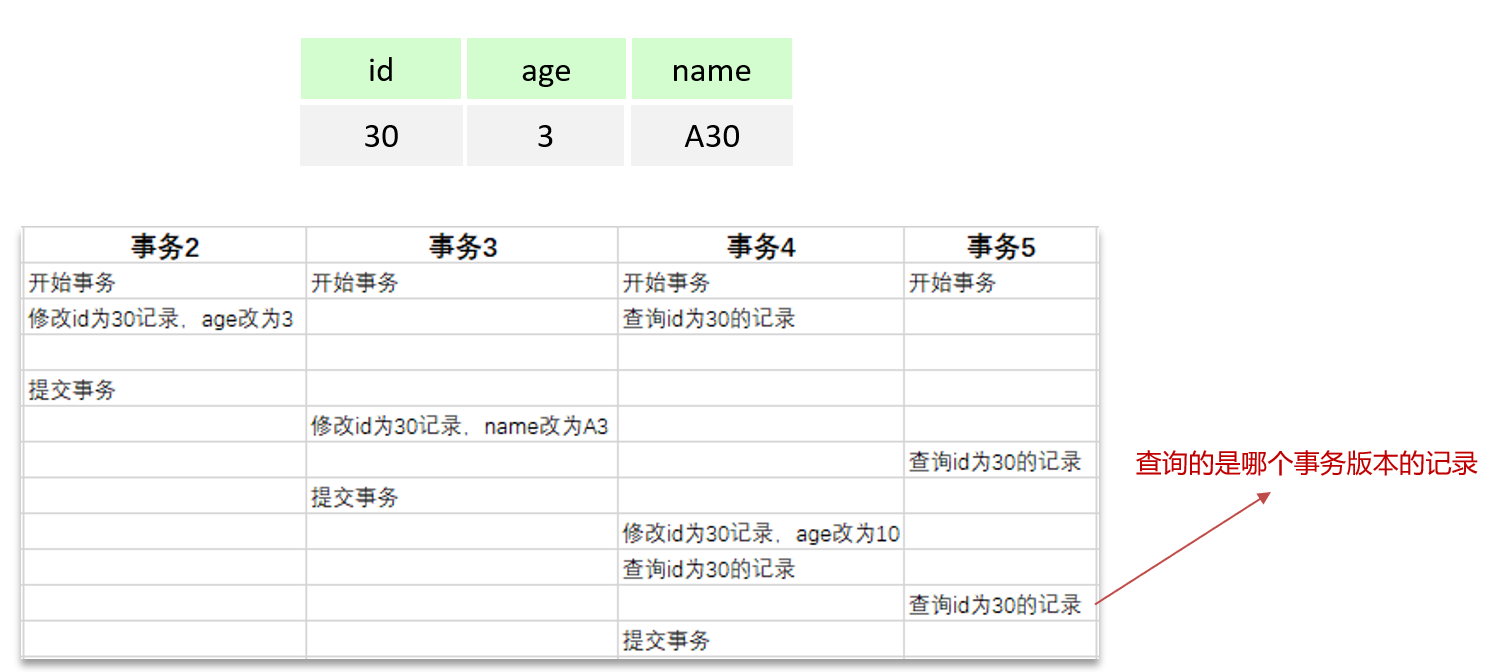 id age name
30 3 A30
事务2 事务3 事务4 事务5
开始事务 开始事务 开始事务 开始事务
修改id为30记录，age改为3 查询id为30的记录
提交事务
修改id为30记录，name改为A3
查询id为30的记录
查询的是哪个事务版本的记录
提交事务
修改id为30记录，age改为10
查询id为30的记录
查询id为30的记录
提交事务